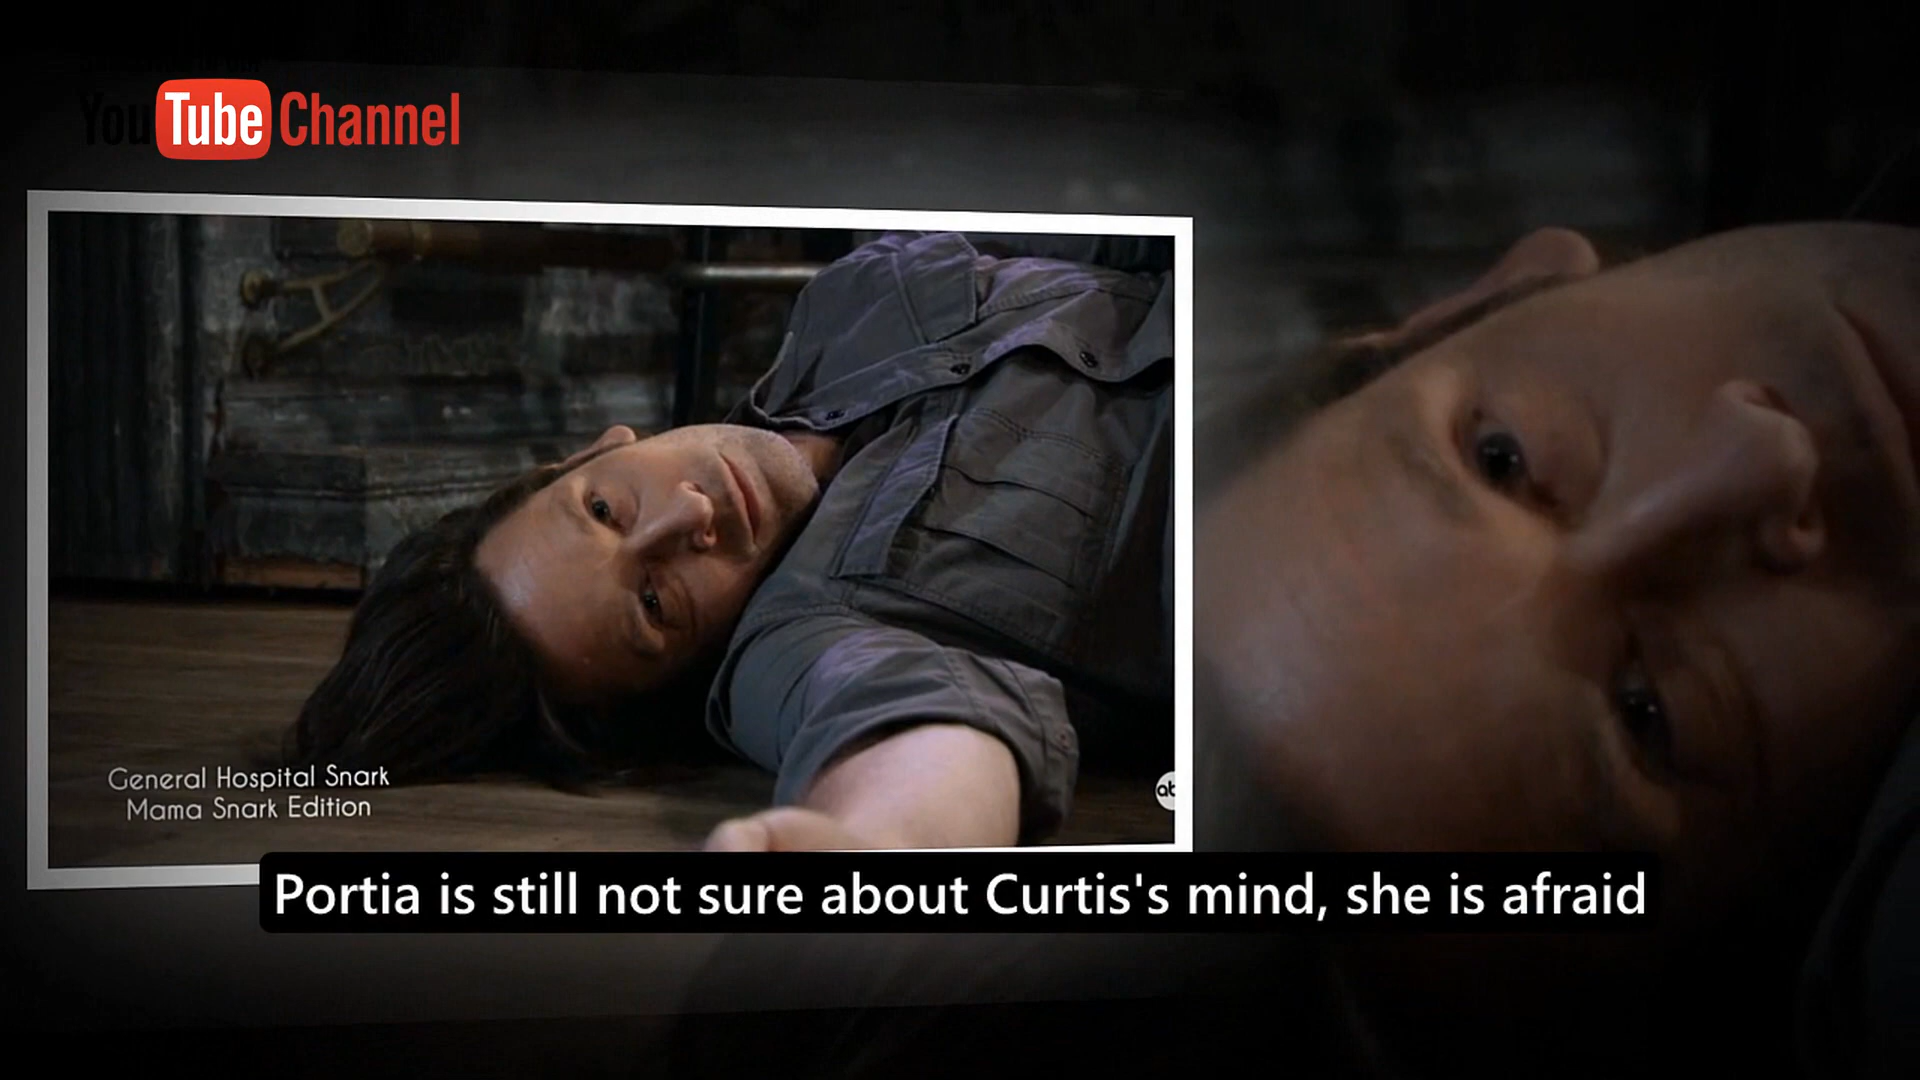 YouTube Channel
General Hospital Snark
Mama Snark Edition
abc
Portia is still not sure about Curtis's mind, she is afraid